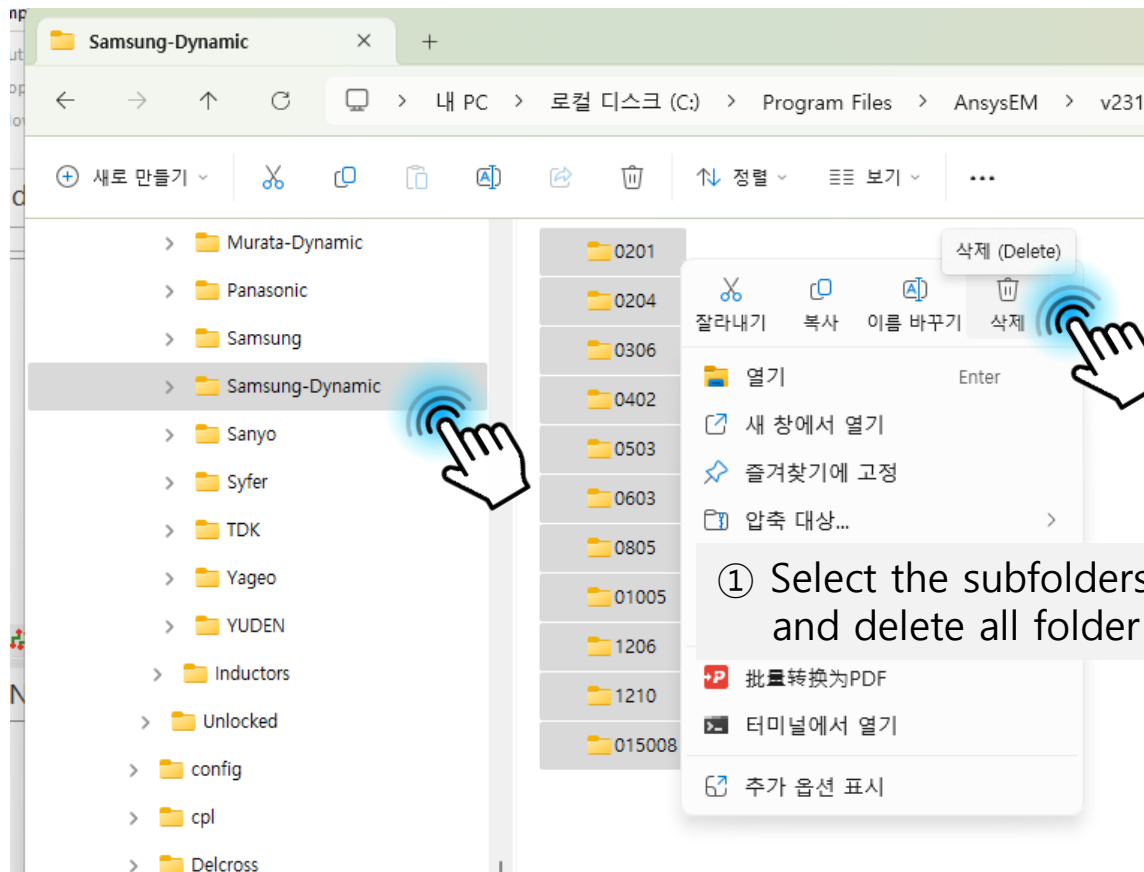 Samsung-Dynamic
내 PC > 로컬 디스크 (C:) > Program Files > AnsysEM > v231
새로 만들기
정렬
보기
Murata-Dynamic
Panasonic
Samsung
Samsung-Dynamic
Sanyo
Syfer
TDK
Yageo
YUDEN
Inductors
Unlocked
config
cpl
Delcross
0201
0204
0306
0402
0503
0603
0805
01005
1206
1210
015008
삭제 (Delete)
잘라내기
복사
이름 바꾸기
삭제
열기 Enter
새 창에서 열기
즐겨찾기에 고정
압축 대상...
① Select the subfolders
and delete all folder
批量转换为PDF
터미널에서 열기
추가 옵션 표시